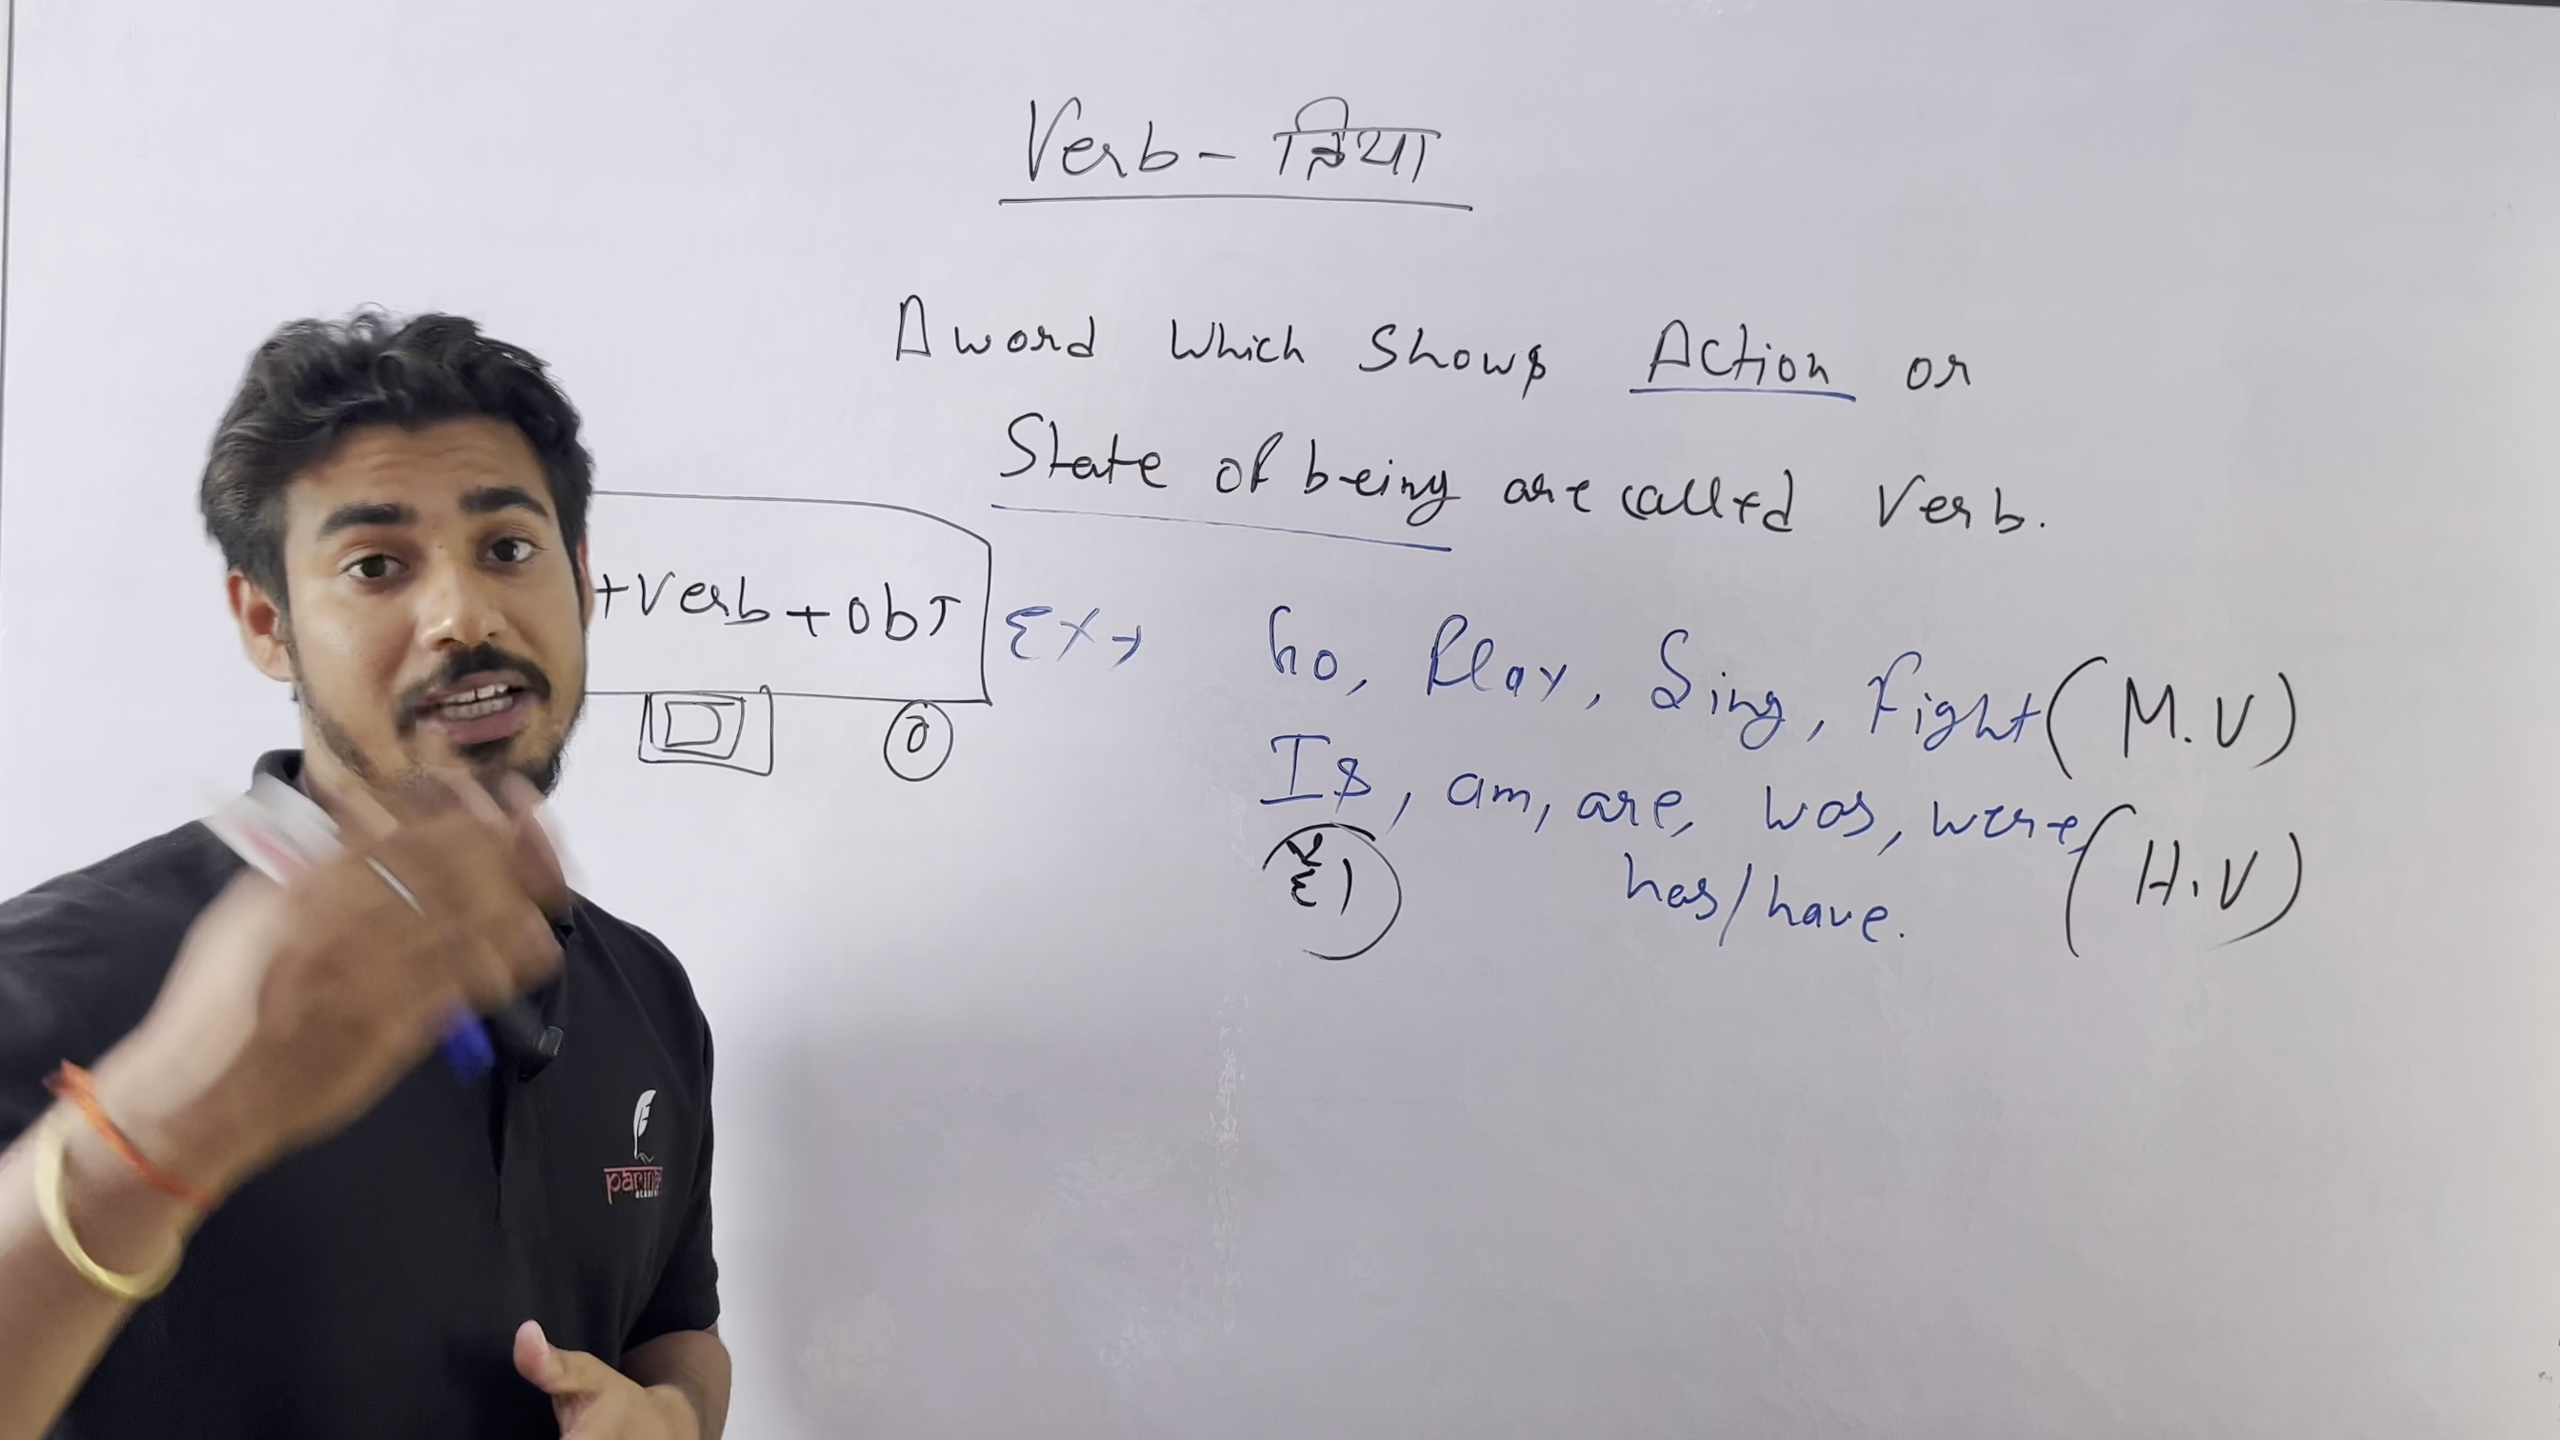 Verb - क्रिया
A word which shows Action or
State of being are called Verb.
+Verb + obj
Ex→ Go, Play, Sing, Fight (M.V)
Is, am, are, was, were, (H.V)
has/have.